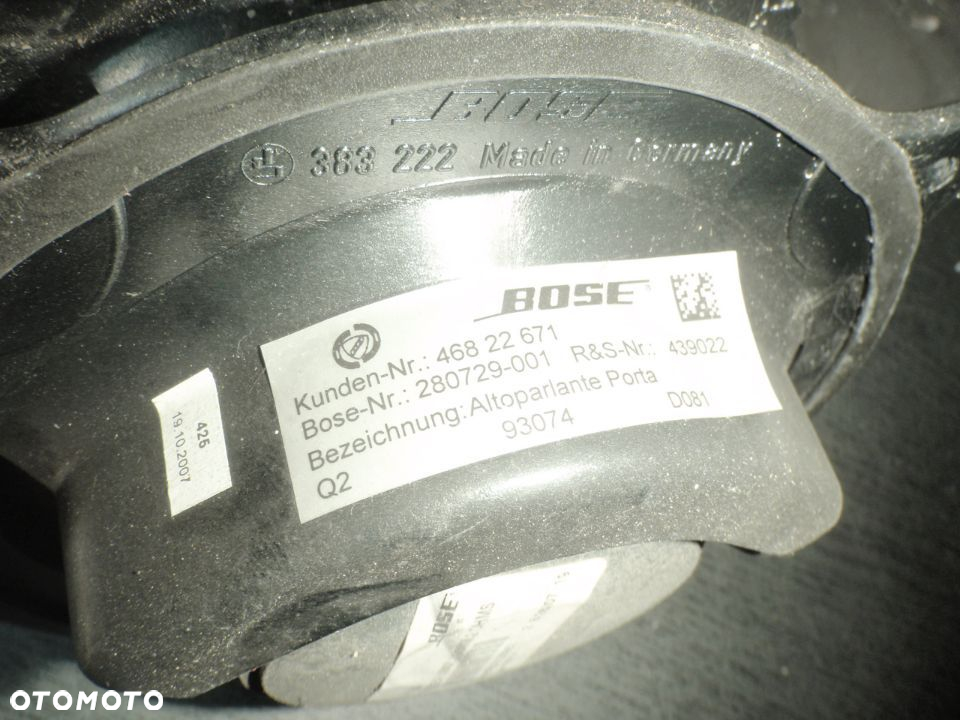 BOSE
383 222 Made in Germany
BOSE
Kunden-Nr.: 468 22 671
Bose-Nr.: 280729-001 R&S-Nr.: 439022
Bezeichnung: Altoparlante Porta
Q2 93074 D081
426
19.10.2007
BOSE
OTOMOTO